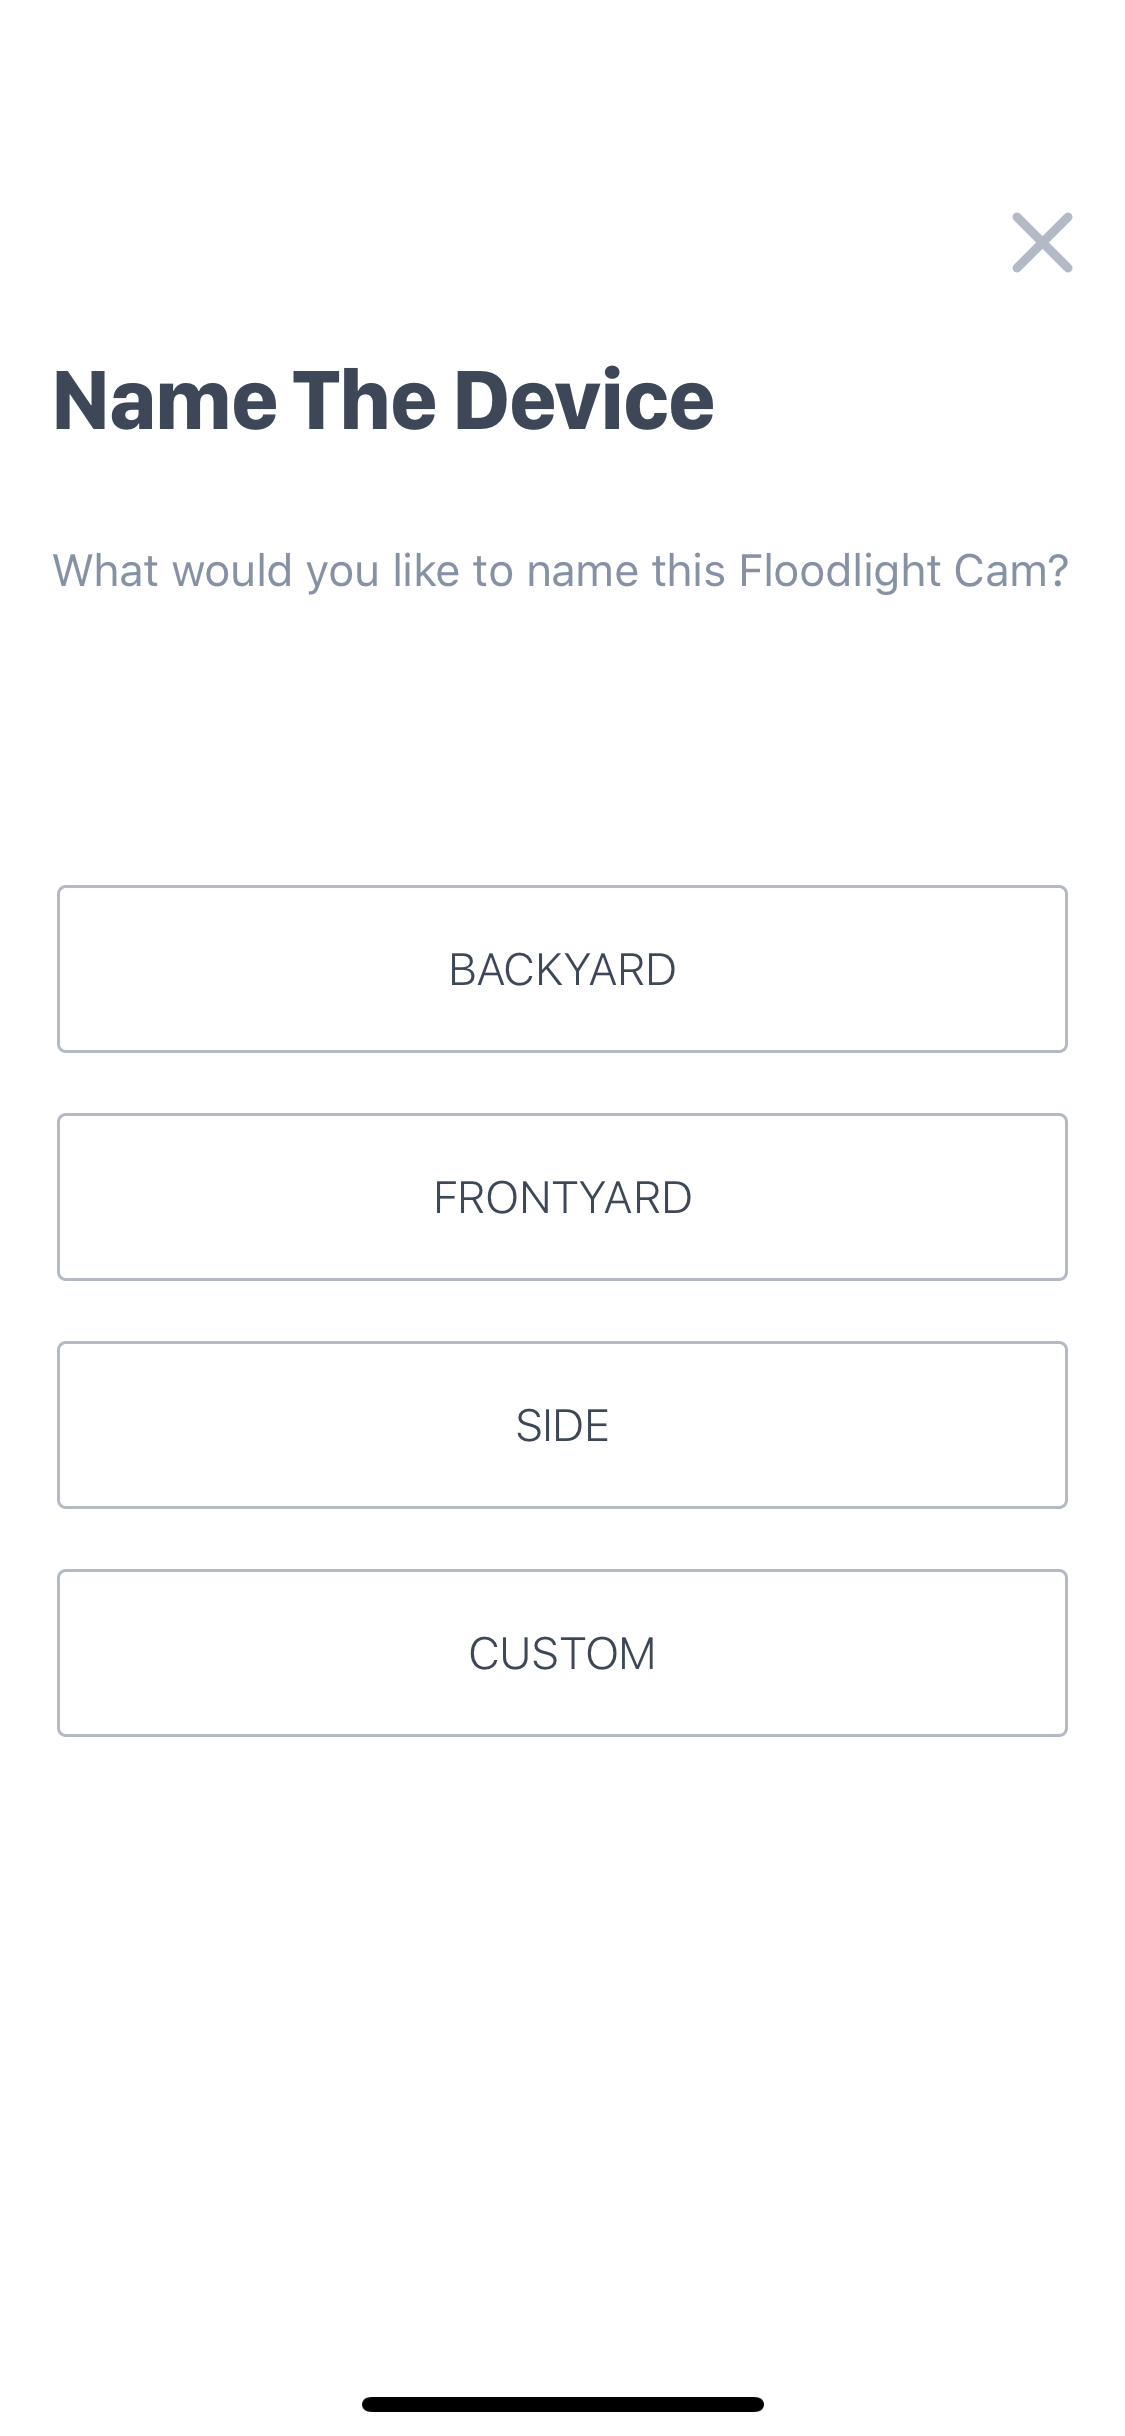 Name The Device
What would you like to name this Floodlight Cam?
BACKYARD
FRONTYARD
SIDE
CUSTOM